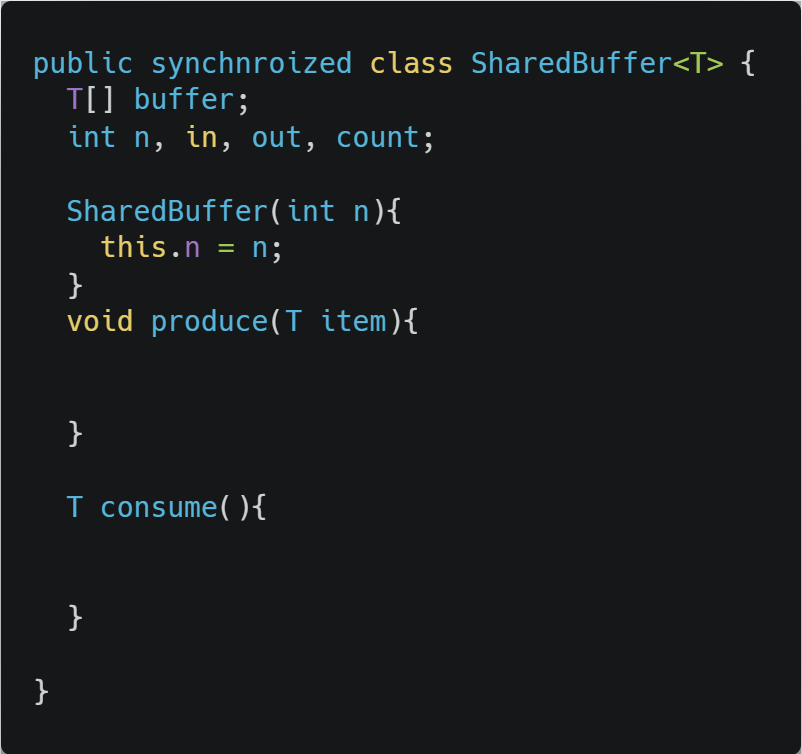 public synchnroized class SharedBuffer<T> {
T[] buffer;
int n, in, out, count;
SharedBuffer(int n){
this.n = n;
}
void produce(T item){
}
T consume(){
}
}